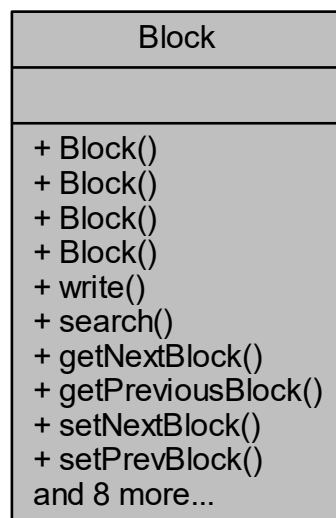 Block
+ Block()
+ Block()
+ Block()
+ Block()
+ write()
+ search()
+ getNextBlock()
+ getPreviousBlock()
+ setNextBlock()
+ setPrevBlock()
and 8 more...